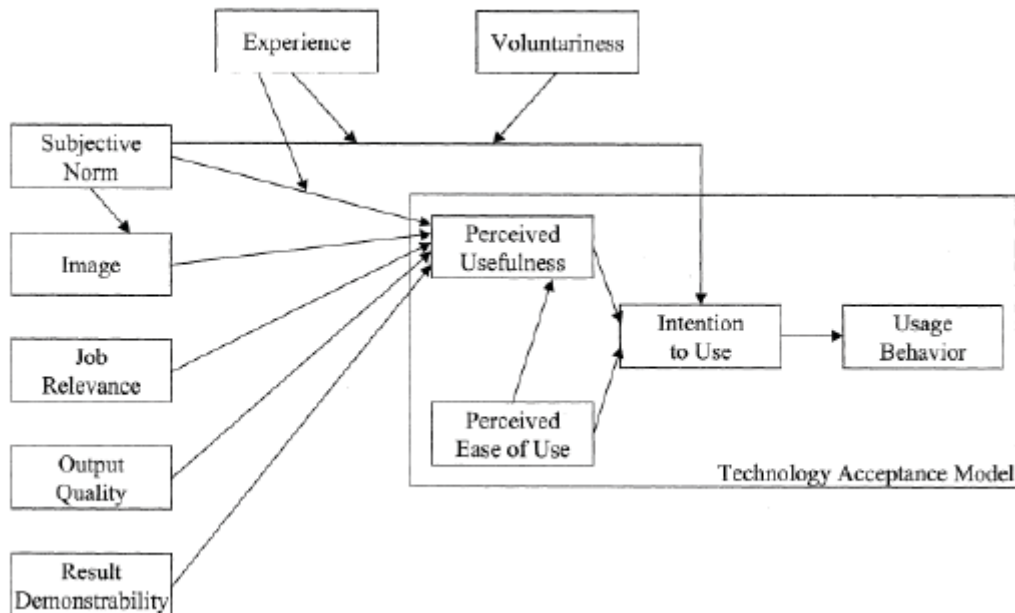 Experience
Voluntariness
Subjective
Norm
Image
Job
Relevance
Output
Quality
Result
Demonstrability
Perceived
Usefulness
Perceived
Ease of Use
Intention
to Use
Usage
Behavior
Technology Acceptance Model